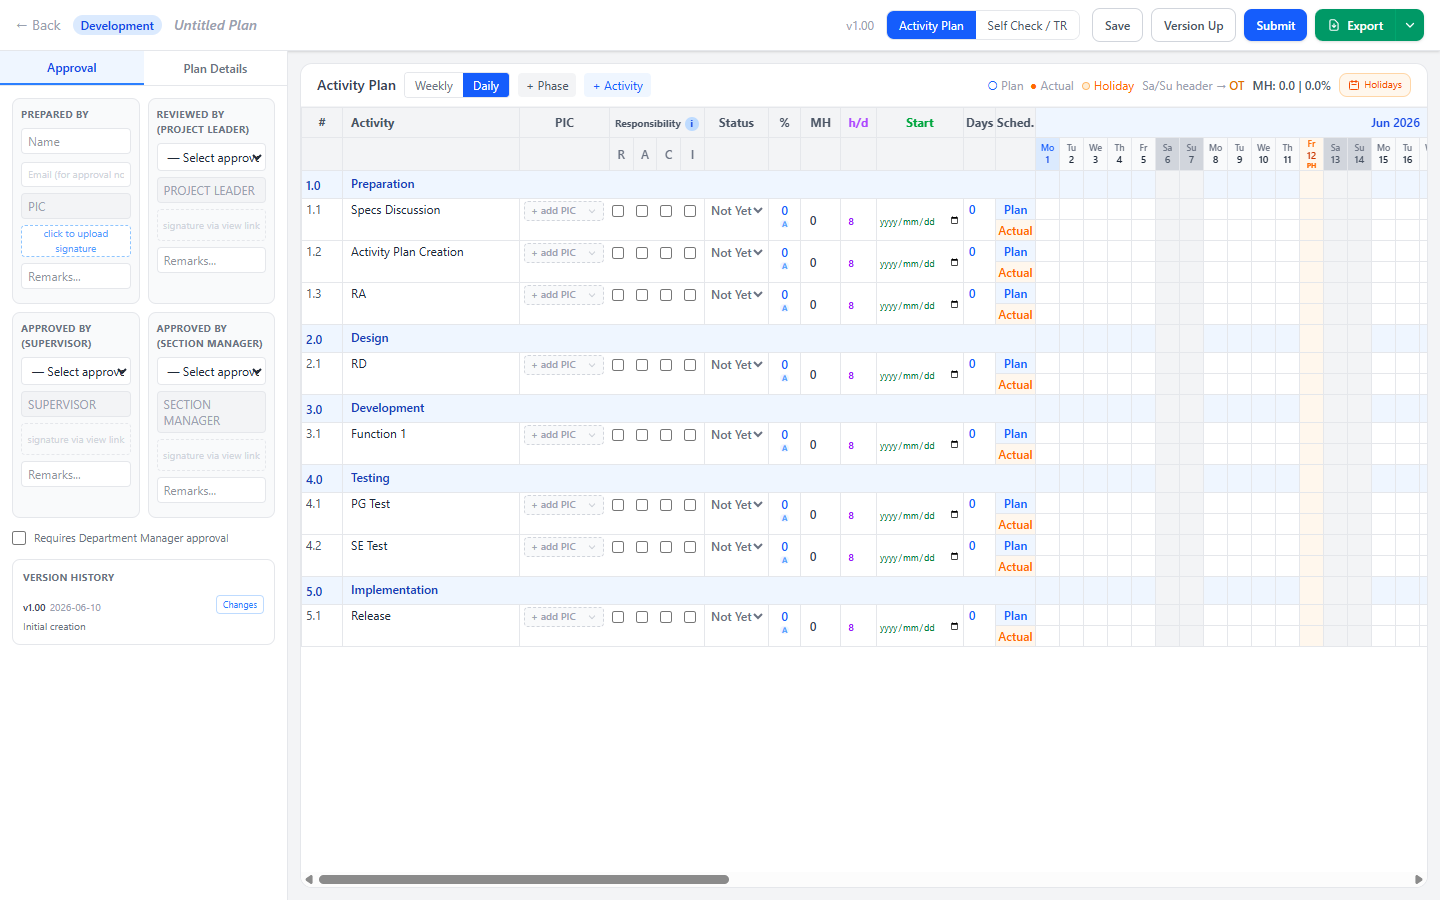 ← Back Development Untitled Plan v1.00 Activity Plan Self Check / TR Save Version Up Submit Export
Approval Plan Details
PREPARED BY
Name
Email (for approval nc
PIC
click to upload
signature
Remarks...
REVIEWED BY
(PROJECT LEADER)
— Select approve
PROJECT LEADER
signature via view link
Remarks...
APPROVED BY
(SUPERVISOR)
— Select approve
SUPERVISOR
signature via view link
Remarks...
APPROVED BY
(SECTION MANAGER)
— Select approve
SECTION
MANAGER
signature via view link
Remarks...
Requires Department Manager approval
VERSION HISTORY
v1.00 2026-06-10 Changes
Initial creation
Activity Plan Weekly Daily + Phase + Activity Plan Actual Holiday Sa/Su header → OT MH: 0.0 | 0.0% Holidays
# Activity PIC Responsibility i Status % MH h/d Start Days Sched. Jun 2026
R A C I Mo Tu We Th Fr Sa Su Mo Tu We Th Fr Sa Su Mo Tu
1 2 3 4 5 6 7 8 9 10 11 12 13 14 15 16
PH
1.0 Preparation
1.1 Specs Discussion + add PIC Not Yet 0 A 0 8 yyyy/mm/dd 0 Plan
Actual
1.2 Activity Plan Creation + add PIC Not Yet 0 A 0 8 yyyy/mm/dd 0 Plan
Actual
1.3 RA + add PIC Not Yet 0 A 0 8 yyyy/mm/dd 0 Plan
Actual
2.0 Design
2.1 RD + add PIC Not Yet 0 A 0 8 yyyy/mm/dd 0 Plan
Actual
3.0 Development
3.1 Function 1 + add PIC Not Yet 0 A 0 8 yyyy/mm/dd 0 Plan
Actual
4.0 Testing
4.1 PG Test + add PIC Not Yet 0 A 0 8 yyyy/mm/dd 0 Plan
Actual
4.2 SE Test + add PIC Not Yet 0 A 0 8 yyyy/mm/dd 0 Plan
Actual
5.0 Implementation
5.1 Release + add PIC Not Yet 0 A 0 8 yyyy/mm/dd 0 Plan
Actual